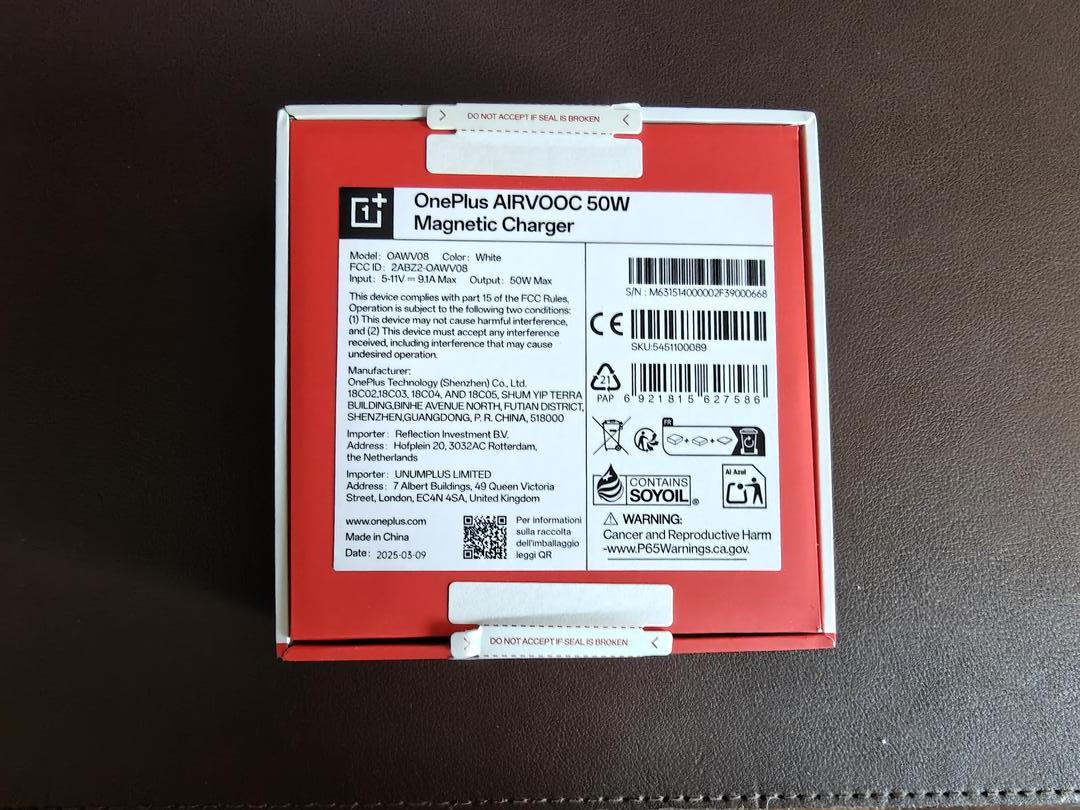 DO NOT ACCEPT IF SEAL IS BROKEN
1+
OnePlus AIRVOOC 50W
Magnetic Charger
Model: OAWV08 Color: White
FCC ID: 2ABZ2-OAWV08
Input: 5-11V⎓9.1A Max Output: 50W Max
This device complies with part 15 of the FCC Rules,
Operation is subject to the following two conditions:
(1) This device may not cause harmful interference,
and (2) This device must accept any interference
received, including interference that may cause
undesired operation.
Manufacturer:
OnePlus Technology (Shenzhen) Co., Ltd.
18C02,18C03, 18C04, AND 18C05, SHUM YIP TERRA
BUILDING,BINHE AVENUE NORTH, FUTIAN DISTRICT,
SHENZHEN,GUANGDONG, P. R. CHINA, 518000
Importer: Reflection Investment B.V.
Address: Hofplein 20, 3032AC Rotterdam,
the Netherlands
Importer: UNUMPLUS LIMITED
Address: 7 Albert Buildings, 49 Queen Victoria
Street, London, EC4N 4SA, United Kingdom
www.oneplus.com
Made in China
Date: 2025-03-09
Per informazioni
sulla raccolta
dell'imballaggio
leggi QR
S/N: M631514000002F39000668
CE
SKU:5451100089
21
PAP
6 921815 627586
FR
CONTAINS
SOYOIL®
Al Azul
WARNING:
Cancer and Reproductive Harm
-www.P65Warnings.ca.gov.
DO NOT ACCEPT IF SEAL IS BROKEN